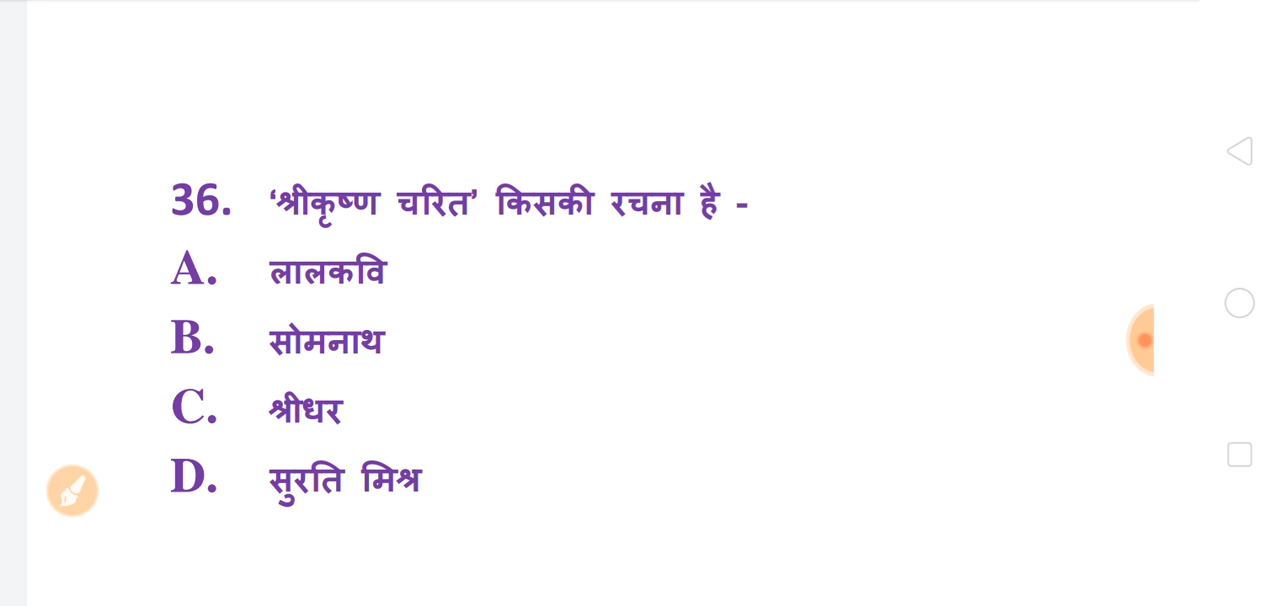 36. ‘श्रीकृष्ण चरित’ किसकी रचना है -
A. लालकवि
B. सोमनाथ
C. श्रीधर
D. सुरति मिश्र